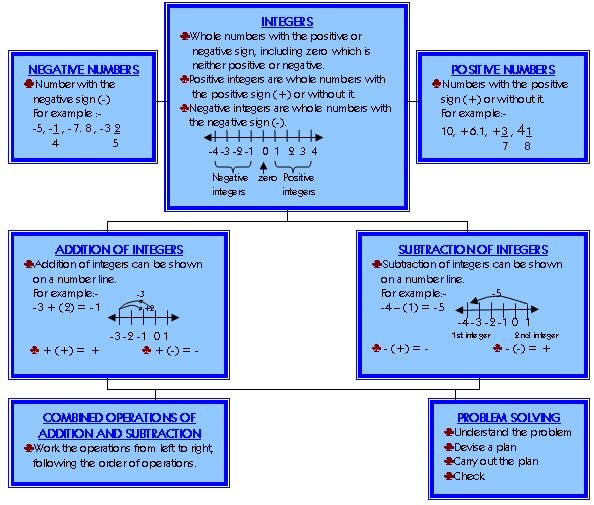 INTEGERS
Whole numbers with the positive or
negative sign, including zero which is
neither positive or negative.
Positive integers are whole numbers with
the positive sign (+) or without it.
Negative integers are whole numbers with
the negative sign (-).
-4 -3 -2 -1 0 1 2 3 4
Negative zero Positive
integers integers
NEGATIVE NUMBERS
Number with the
negative sign (-)
For example :-
-5, -1, -7. 8, -3 2
4 5
POSITIVE NUMBERS
Numbers with the positive
sign (+) or without it.
For example:-
10, +6.1, +3, 4 1
7 8
ADDITION OF INTEGERS
Addition of integers can be shown
on a number line.
For example:-
-3
-3 + (2) = -1
+2
-3 -2 -1 0 1
+ (+) = +
+ (-) = -
SUBTRACTION OF INTEGERS
Subtraction of integers can be shown
on a number line.
For example:-
-5
-4 – (1) = -5
-4 -3 -2 -1 0 1
1st integer 2nd integer
- (+) = -
- (-) = +
COMBINED OPERATIONS OF
ADDITION AND SUBTRACTION
Work the operations from left to right,
following the order of operations.
PROBLEM SOLVING
Understand the problem
Devise a plan
Carry out the plan
Check